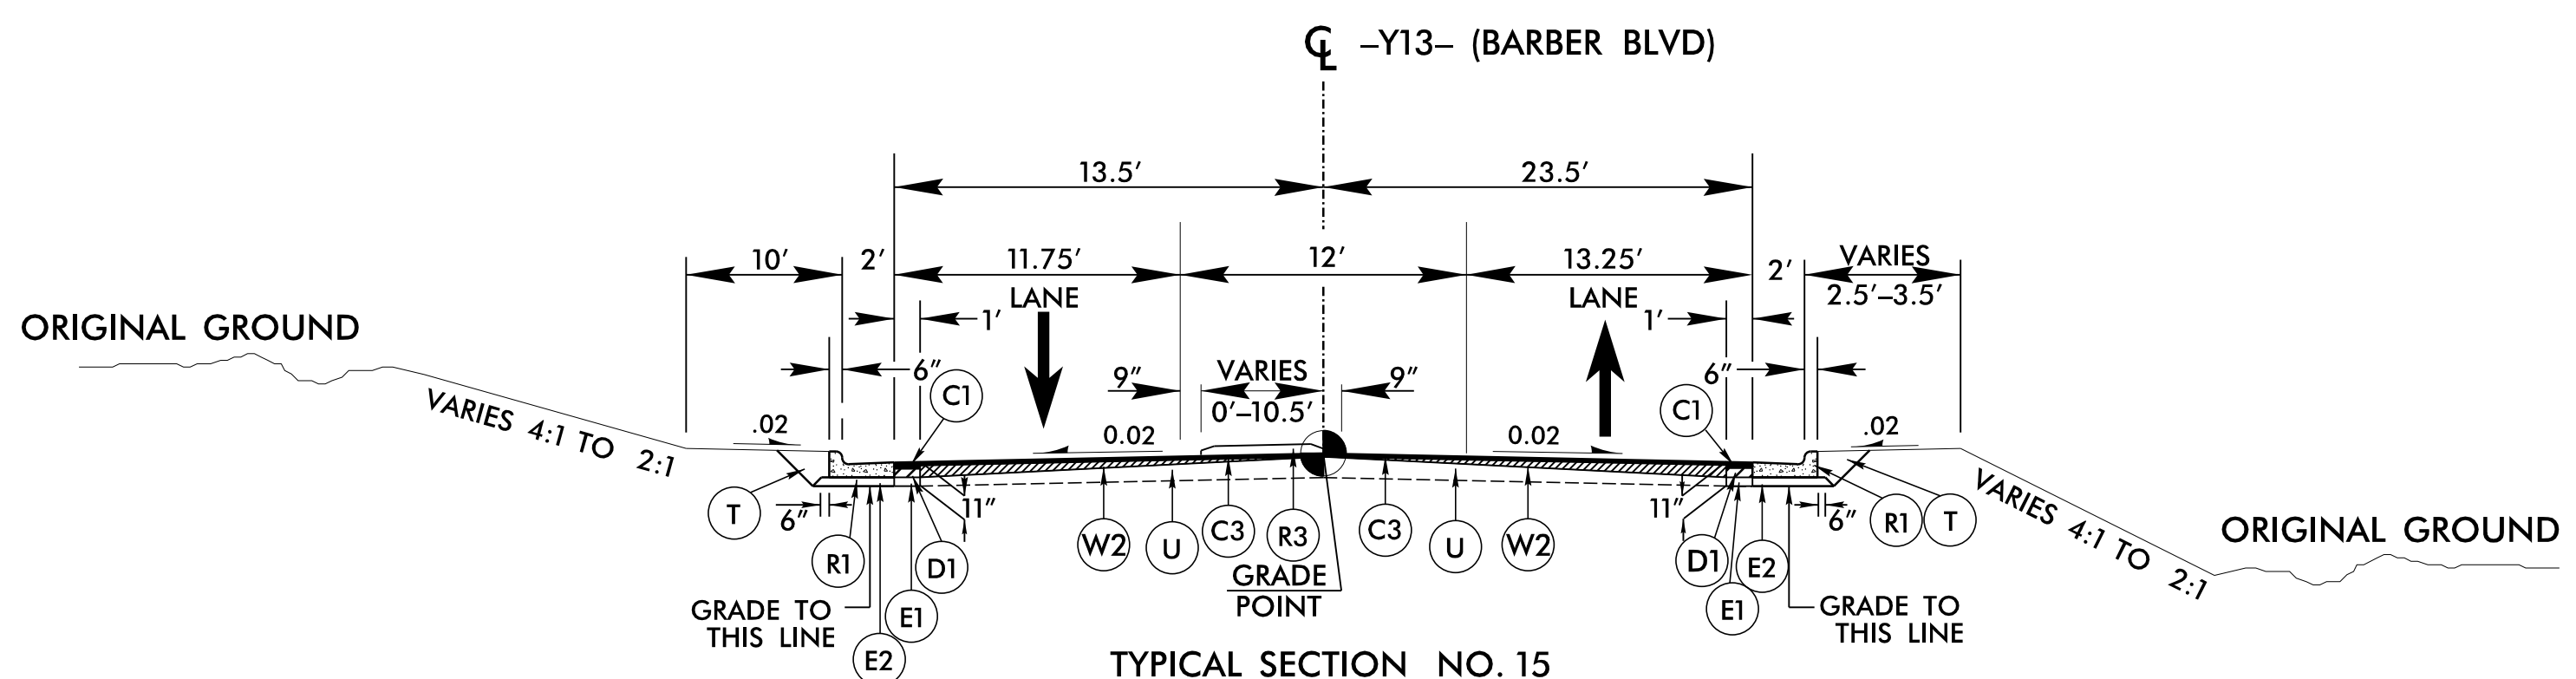 ℄ –Y13– (BARBER BLVD)
13.5′ 23.5′
10′ 2′ 11.75′ 12′ 13.25′ 2′ VARIES
2.5′–3.5′
LANE LANE
1′ 1′
ORIGINAL GROUND
6″ 9″ VARIES 9″ 6″
0′–10.5′
C1 C1
VARIES 4:1 TO 2:1
.02 0.02 0.02 .02
T 6″ 11″ 11″ 6″
R1 D1 W2 U C3 R3 C3 U W2 D1 E2 R1 T
VARIES 4:1 TO 2:1
ORIGINAL GROUND
GRADE
POINT
GRADE TO
THIS LINE
E1 E1
GRADE TO
THIS LINE
E2
TYPICAL SECTION NO. 15